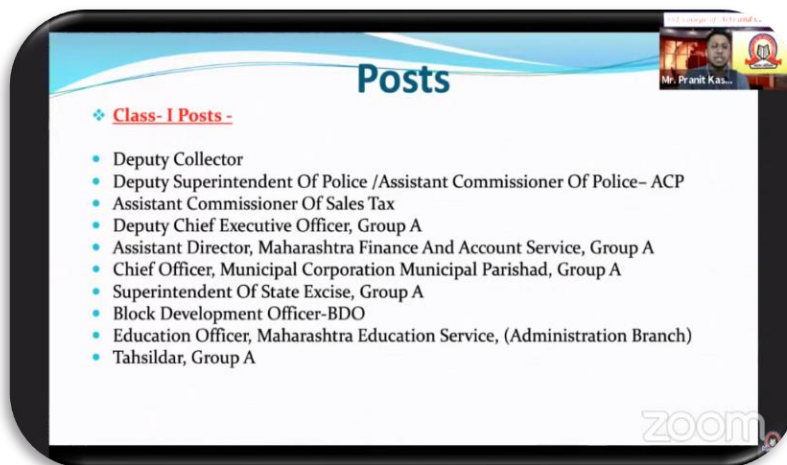 Posts
Mr. Pranit Kas...
Class- I Posts -
Deputy Collector
Deputy Superintendent Of Police /Assistant Commissioner Of Police– ACP
Assistant Commissioner Of Sales Tax
Deputy Chief Executive Officer, Group A
Assistant Director, Maharashtra Finance And Account Service, Group A
Chief Officer, Municipal Corporation Municipal Parishad, Group A
Superintendent Of State Excise, Group A
Block Development Officer-BDO
Education Officer, Maharashtra Education Service, (Administration Branch)
Tahsildar, Group A
zoom